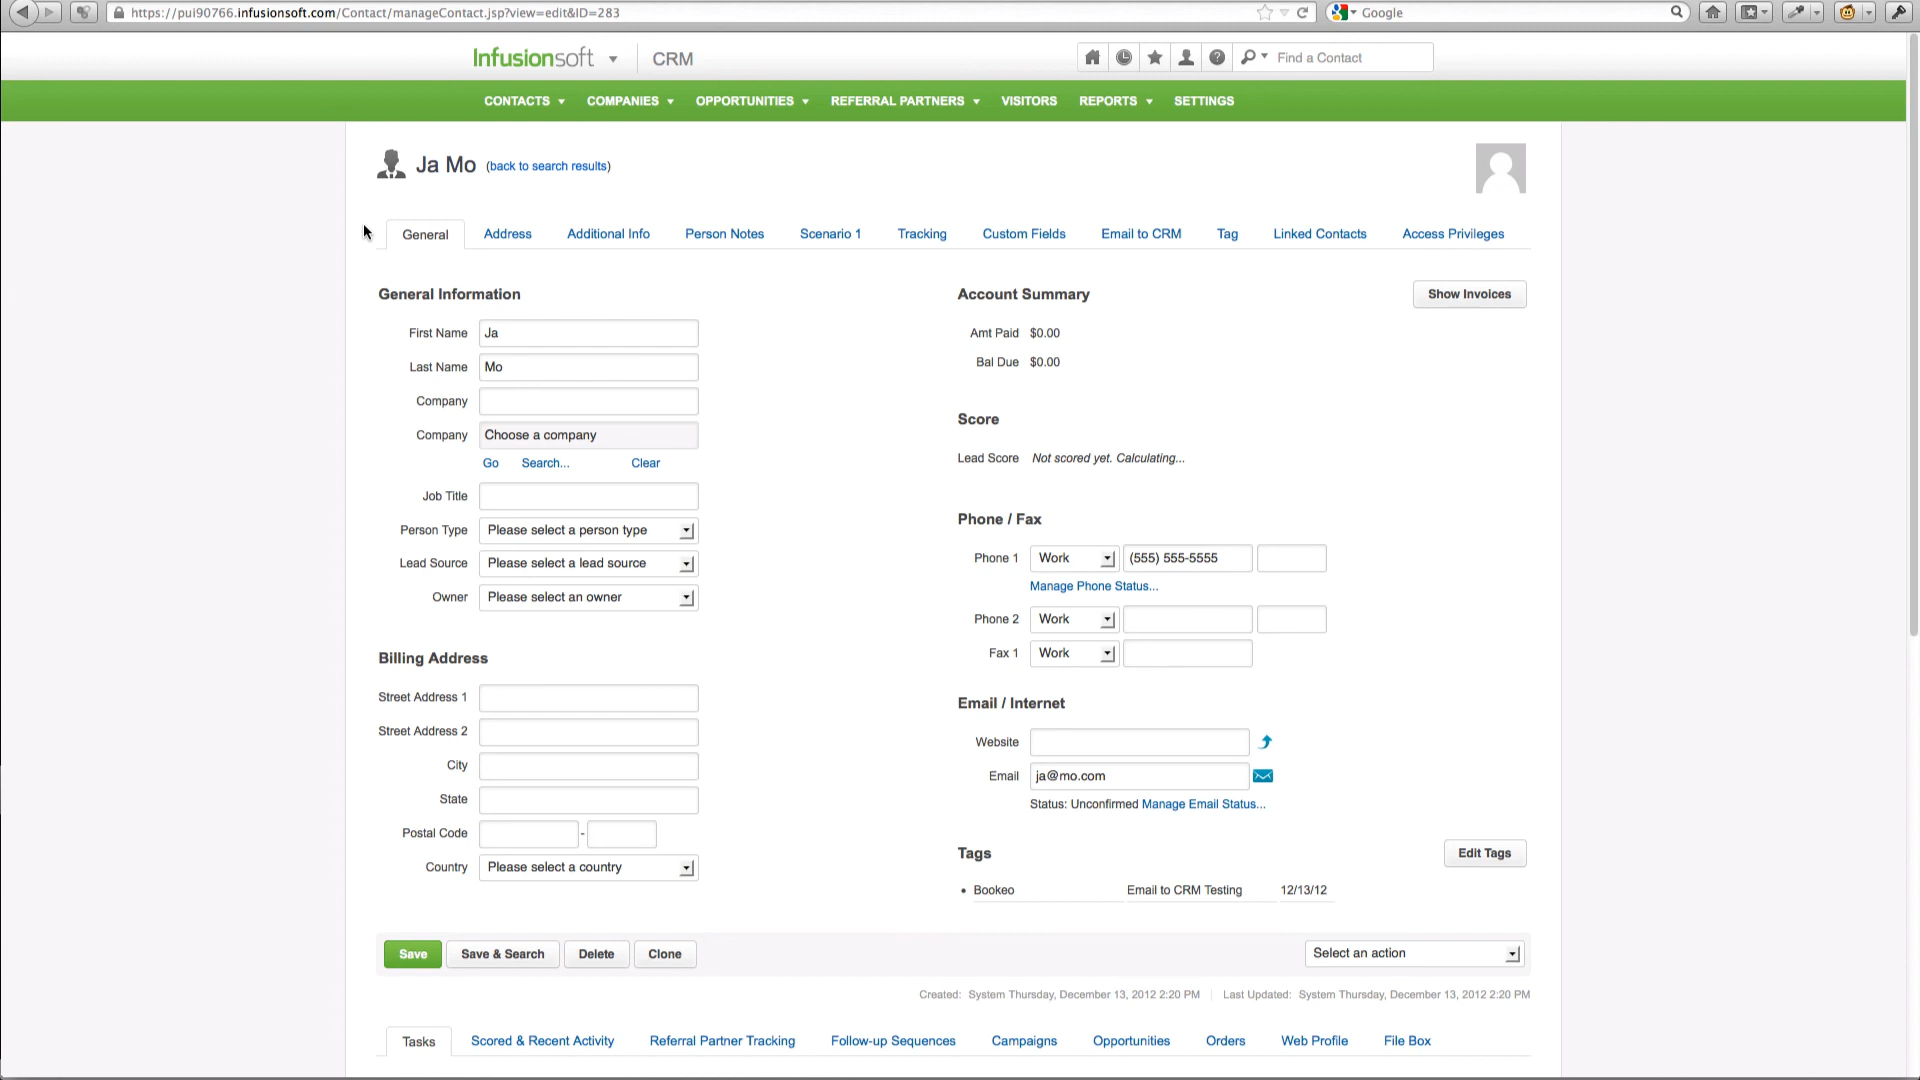 https://pui90766.infusionsoft.com/Contact/manageContact.jsp?view=edit&ID=283
Google
Infusionsoft
CRM
Find a Contact
CONTACTS COMPANIES OPPORTUNITIES REFERRAL PARTNERS VISITORS REPORTS SETTINGS
Ja Mo (back to search results)
General Address Additional Info Person Notes Scenario 1 Tracking Custom Fields Email to CRM Tag Linked Contacts Access Privileges
General Information
First Name Ja
Last Name Mo
Company
Company Choose a company
Go Search... Clear
Job Title
Person Type Please select a person type
Lead Source Please select a lead source
Owner Please select an owner
Billing Address
Street Address 1
Street Address 2
City
State
Postal Code -
Country Please select a country
Account Summary Show Invoices
Amt Paid $0.00
Bal Due $0.00
Score
Lead Score Not scored yet. Calculating...
Phone / Fax
Phone 1 Work (555) 555-5555
Manage Phone Status...
Phone 2 Work
Fax 1 Work
Email / Internet
Website
Email ja@mo.com
Status: Unconfirmed Manage Email Status...
Tags Edit Tags
• Bookeo Email to CRM Testing 12/13/12
Save Save & Search Delete Clone Select an action
Created: System Thursday, December 13, 2012 2:20 PM Last Updated: System Thursday, December 13, 2012 2:20 PM
Tasks Scored & Recent Activity Referral Partner Tracking Follow-up Sequences Campaigns Opportunities Orders Web Profile File Box